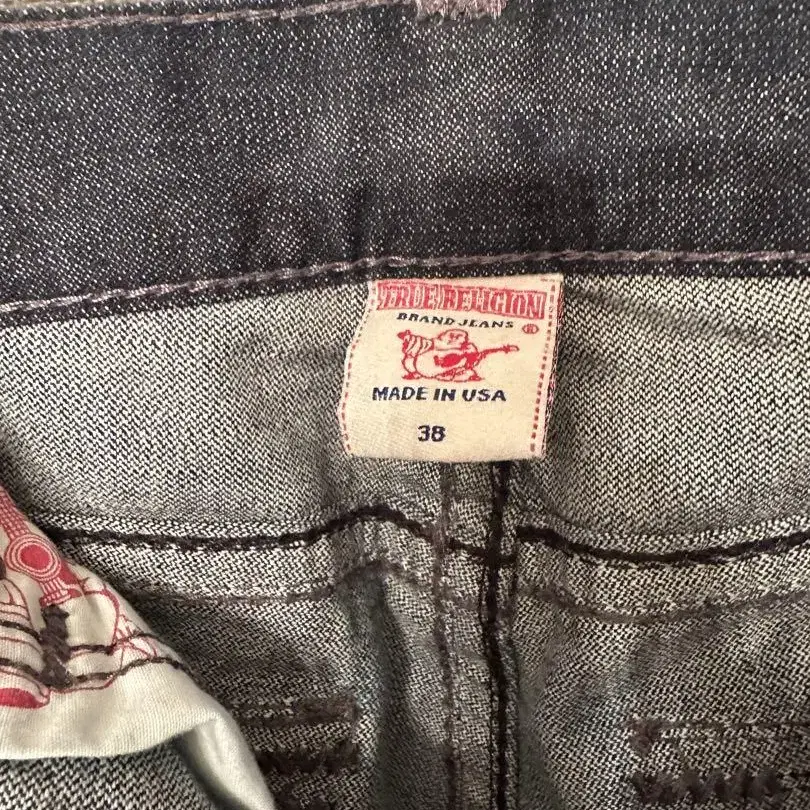 TRUE RELIGION
BRAND JEANS ®
MADE IN USA
38